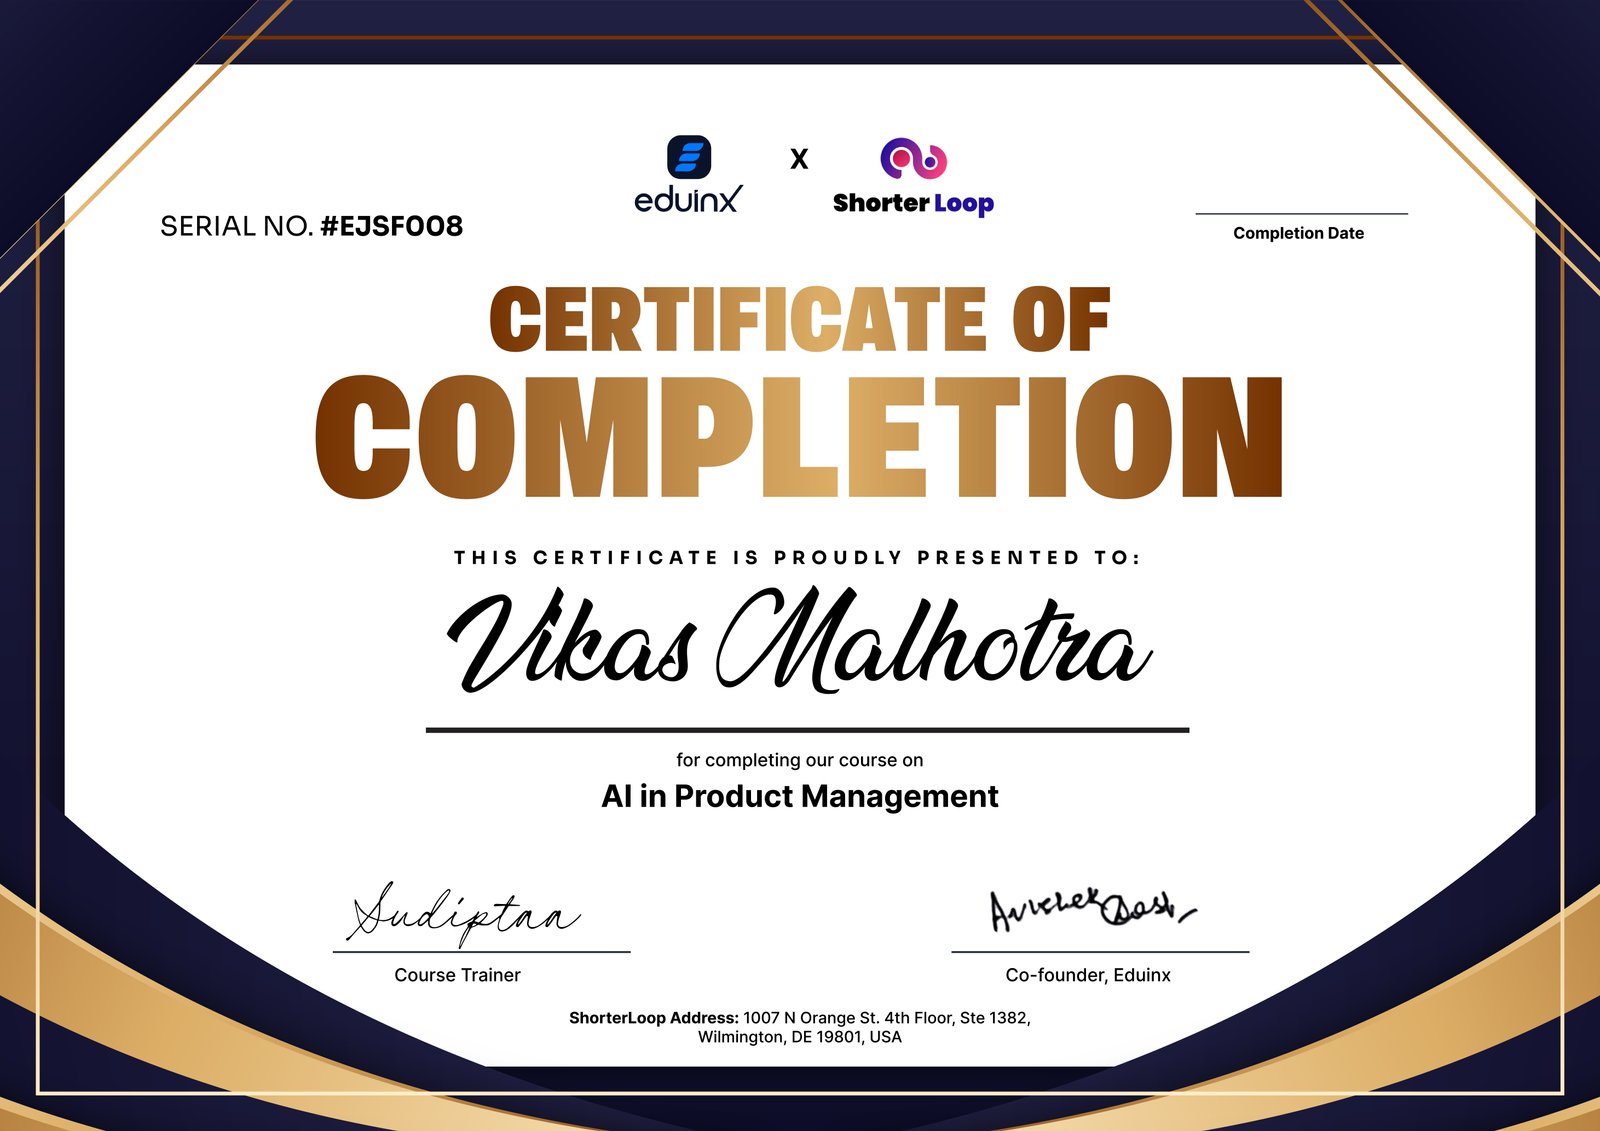 eduinx X Shorter Loop
SERIAL NO. #EJSF008
Completion Date
CERTIFICATE OF
COMPLETION
THIS CERTIFICATE IS PROUDLY PRESENTED TO:
Vikas Malhotra
for completing our course on
AI in Product Management
Sudiptaa
Course Trainer
Co-founder, Eduinx
ShorterLoop Address: 1007 N Orange St. 4th Floor, Ste 1382,
Wilmington, DE 19801, USA